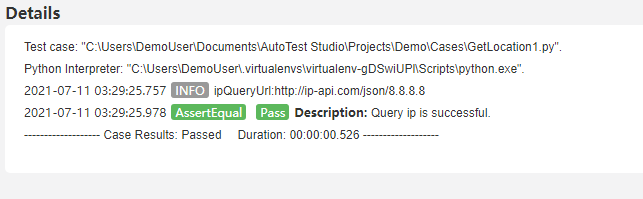 Details
Test case: "C:\Users\DemoUser\Documents\AutoTest Studio\Projects\Demo\Cases\GetLocation1.py".
Python Interpreter: "C:\Users\DemoUser\.virtualenvs\virtualenv-gDSwiUPI\Scripts\python.exe".
2021-07-11 03:29:25.757 INFO ipQueryUrl:http://ip-api.com/json/8.8.8.8
2021-07-11 03:29:25.978 AssertEqual Pass Description: Query ip is successful.
------------------- Case Results: Passed Duration: 00:00:00.526 -------------------